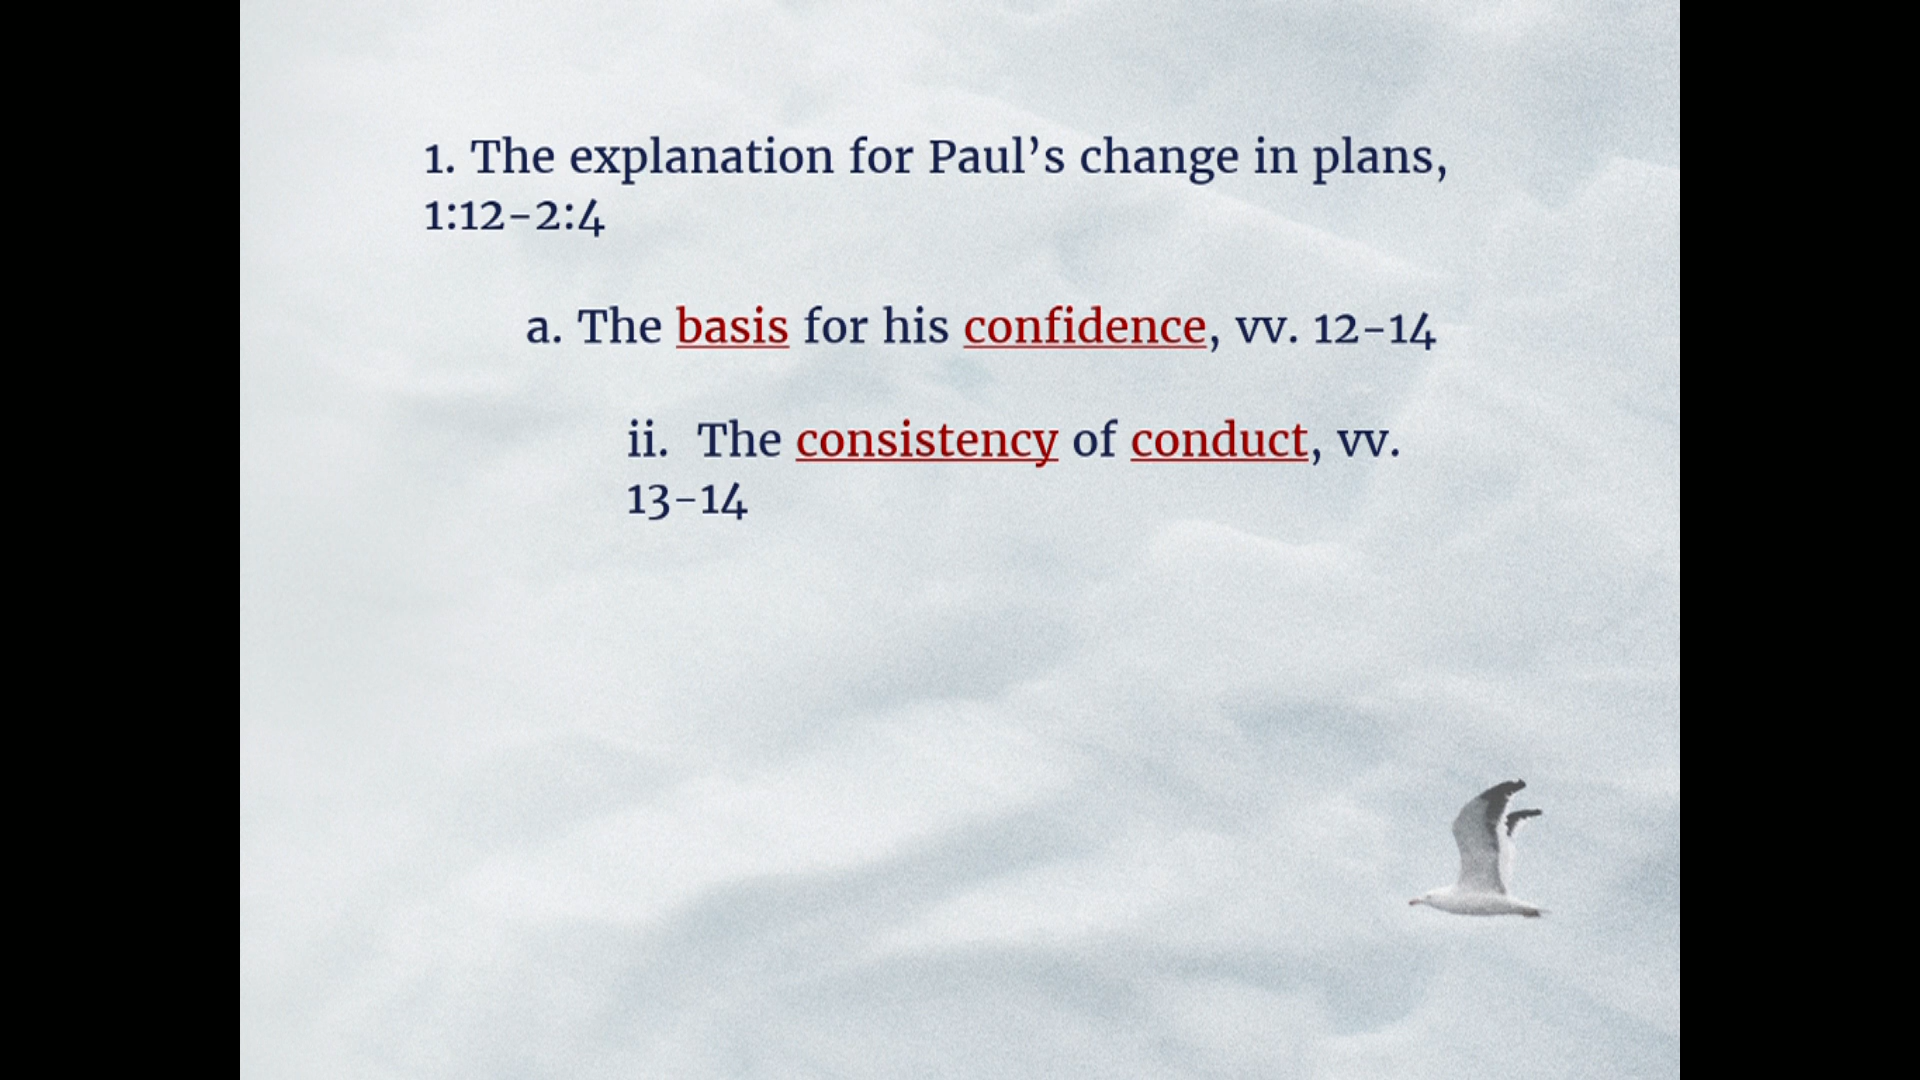 1. The explanation for Paul’s change in plans,
1:12-2:4
a. The basis for his confidence, vv. 12-14
ii. The consistency of conduct, vv.
13-14